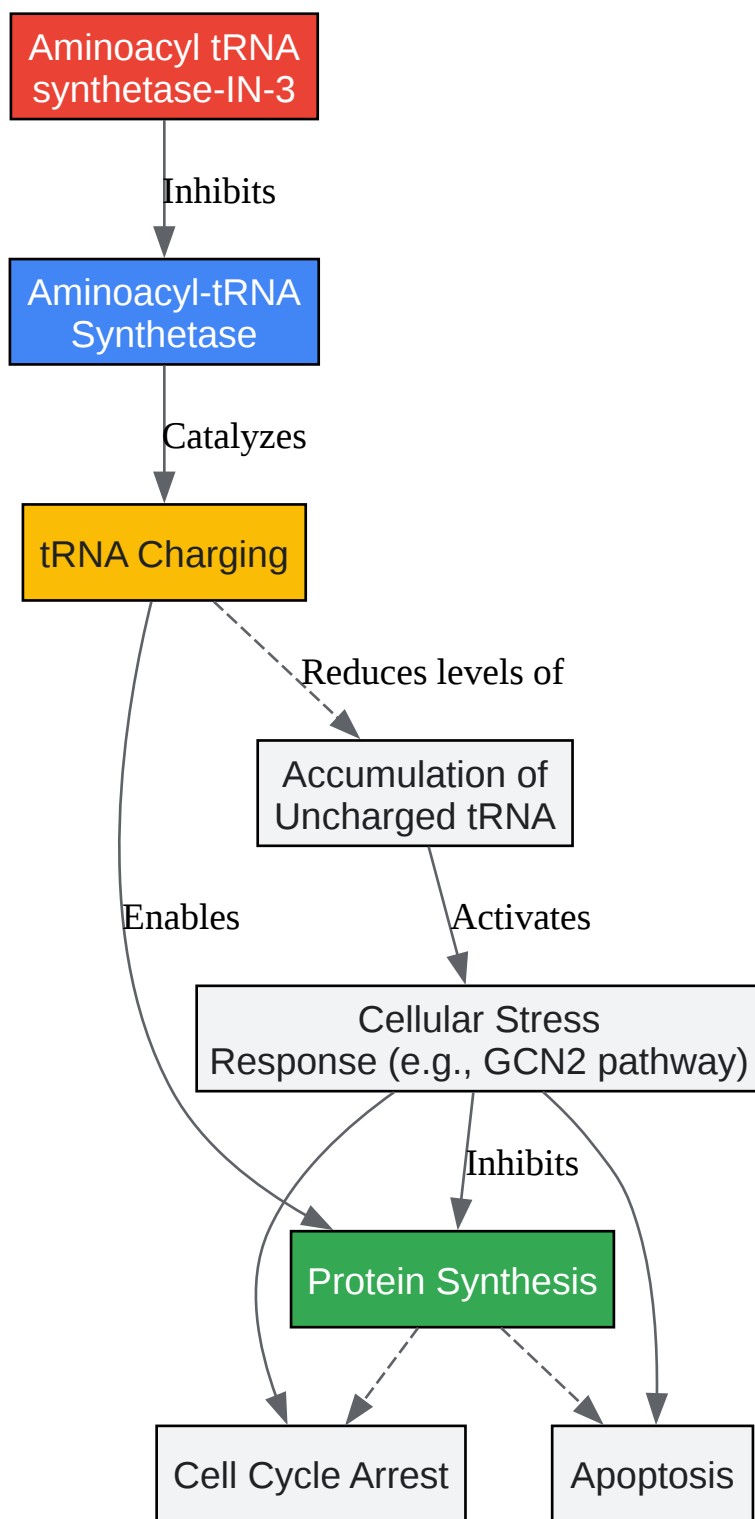 Aminoacyl tRNA
synthetase-IN-3
Inhibits
Aminoacyl-tRNA
Synthetase
Catalyzes
tRNA Charging
Reduces levels of
Accumulation of
Uncharged tRNA
Enables
Activates
Cellular Stress
Response (e.g., GCN2 pathway)
Inhibits
Protein Synthesis
Cell Cycle Arrest
Apoptosis